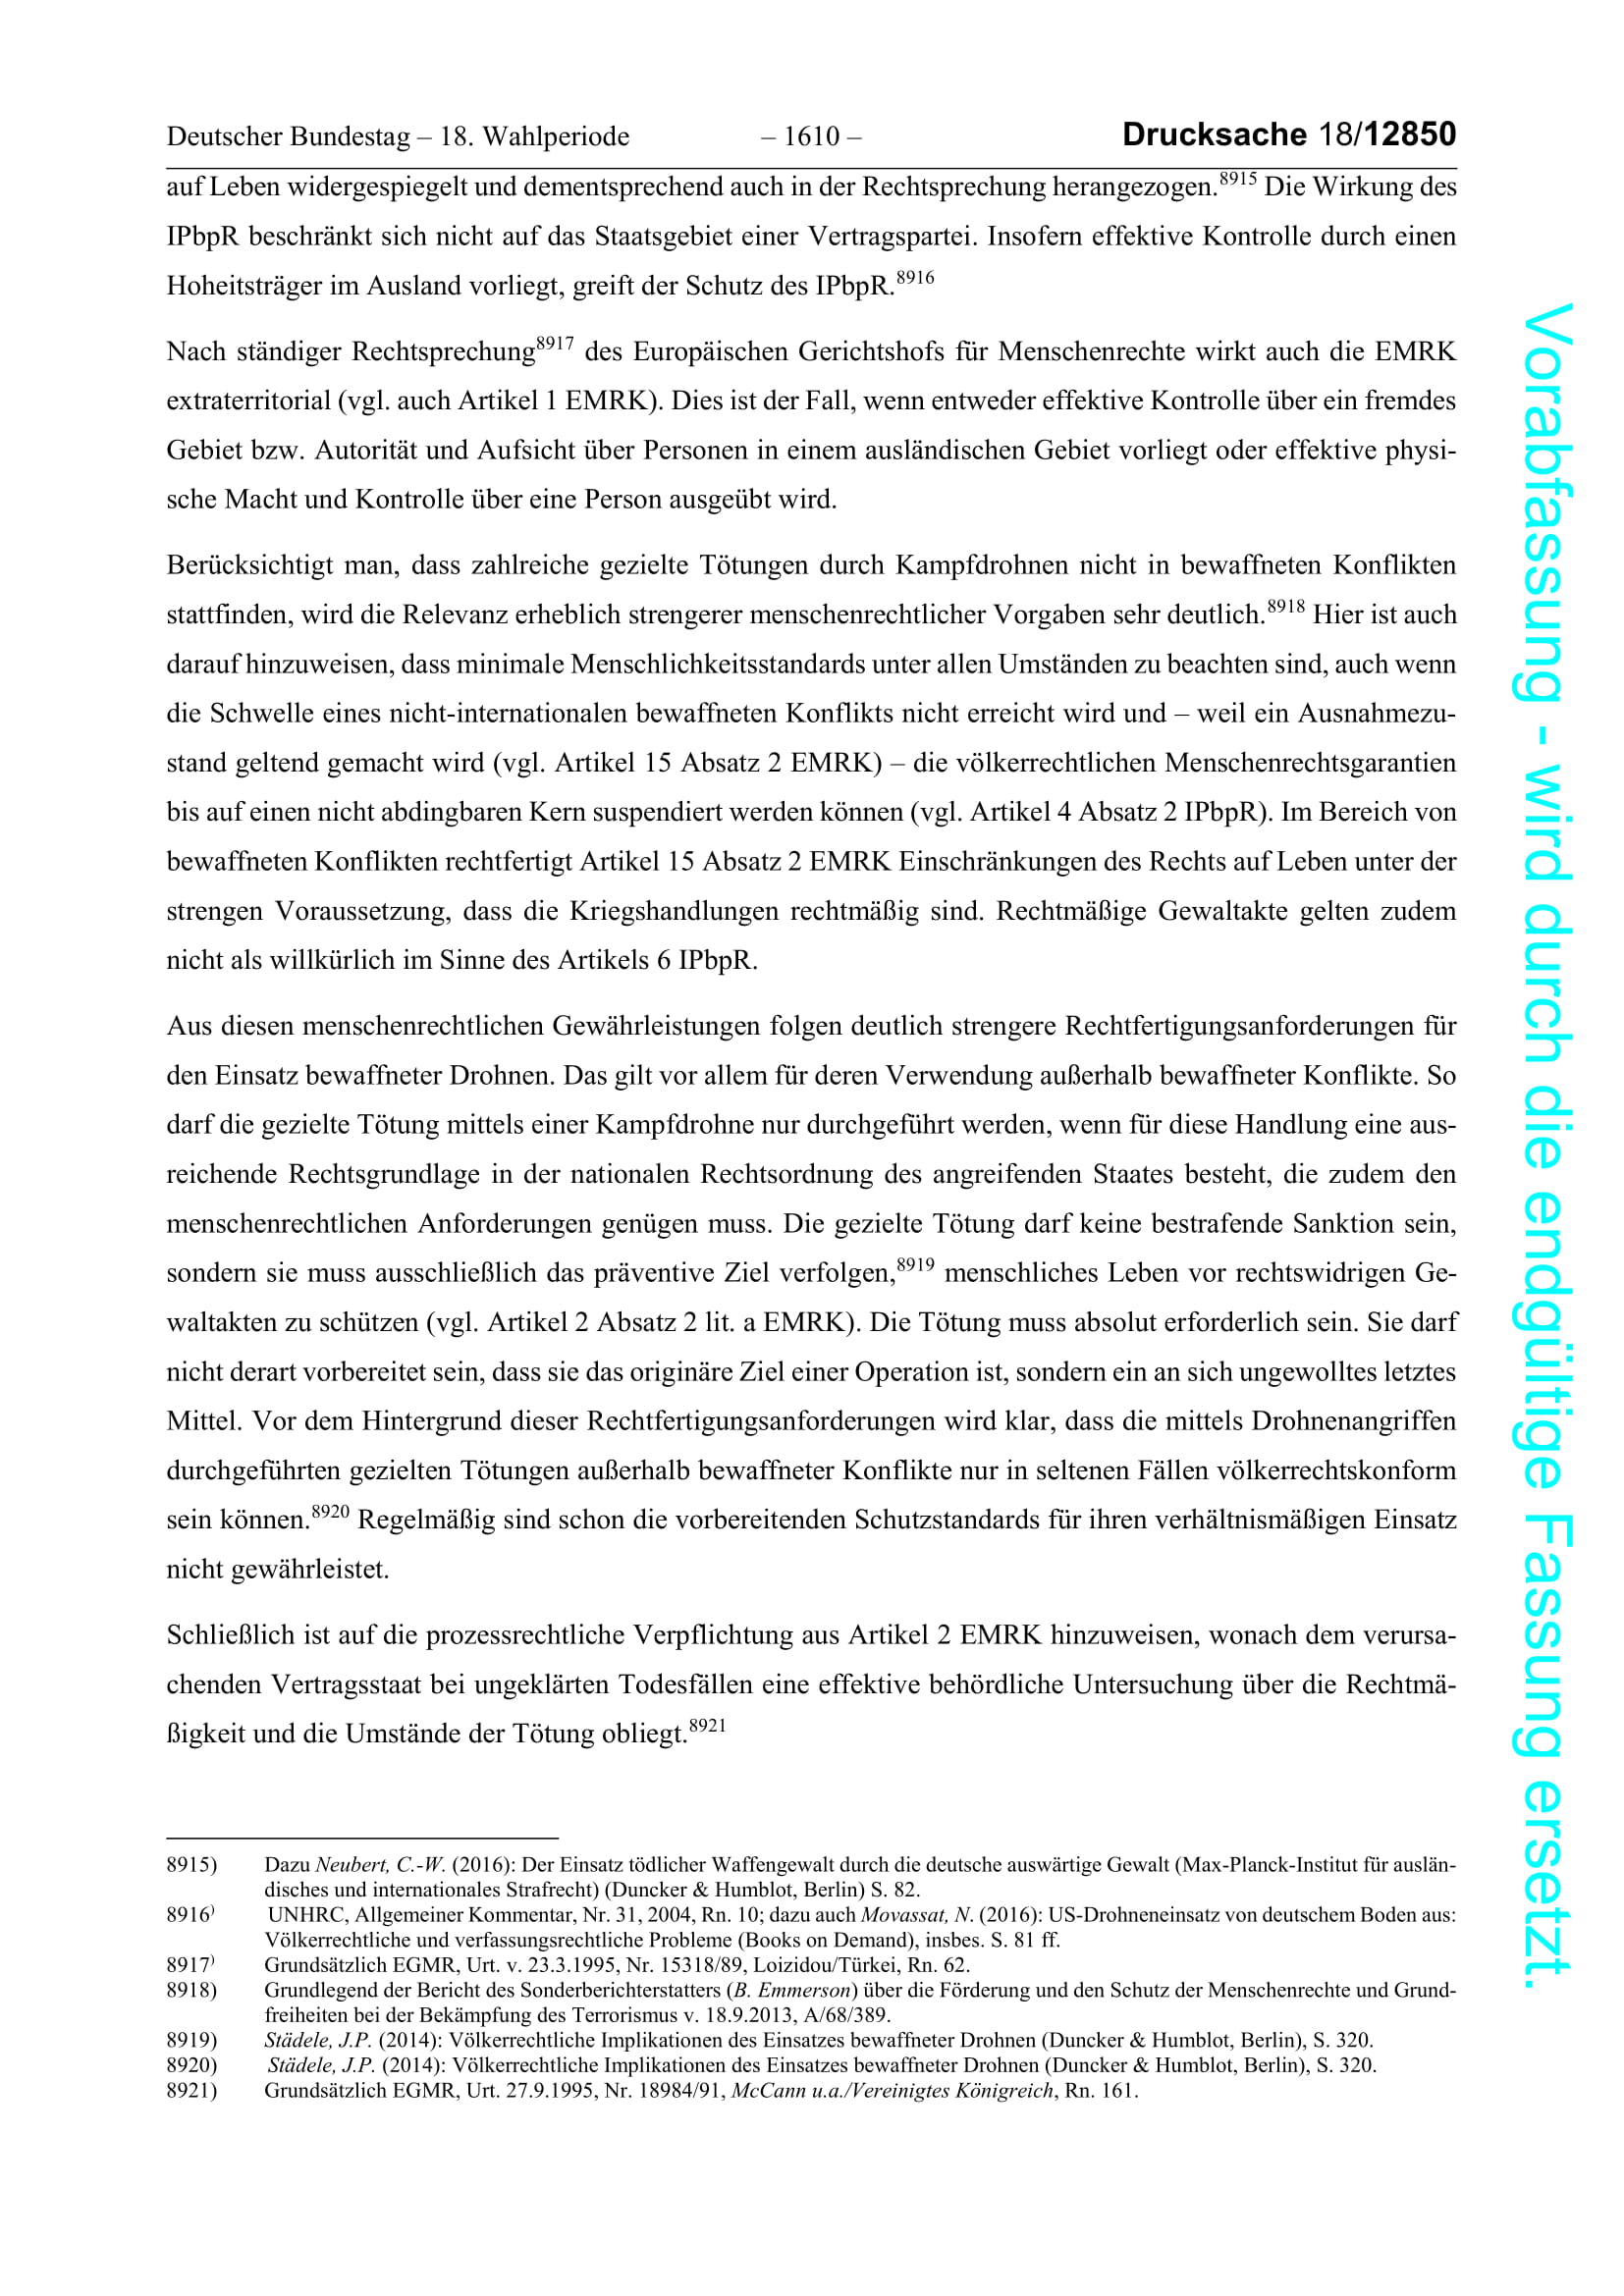 Deutscher Bundestag – 18. Wahlperiode – 1610 – Drucksache 18/12850
auf Leben widergespiegelt und dementsprechend auch in der Rechtsprechung herangezogen.8915 Die Wirkung des
IPbpR beschränkt sich nicht auf das Staatsgebiet einer Vertragspartei. Insofern effektive Kontrolle durch einen
Hoheitsträger im Ausland vorliegt, greift der Schutz des IPbpR.8916
Nach ständiger Rechtsprechung8917 des Europäischen Gerichtshofs für Menschenrechte wirkt auch die EMRK
extraterritorial (vgl. auch Artikel 1 EMRK). Dies ist der Fall, wenn entweder effektive Kontrolle über ein fremdes
Gebiet bzw. Autorität und Aufsicht über Personen in einem ausländischen Gebiet vorliegt oder effektive physi-
sche Macht und Kontrolle über eine Person ausgeübt wird.
Berücksichtigt man, dass zahlreiche gezielte Tötungen durch Kampfdrohnen nicht in bewaffneten Konflikten
stattfinden, wird die Relevanz erheblich strengerer menschenrechtlicher Vorgaben sehr deutlich.8918 Hier ist auch
darauf hinzuweisen, dass minimale Menschlichkeitsstandards unter allen Umständen zu beachten sind, auch wenn
die Schwelle eines nicht-internationalen bewaffneten Konflikts nicht erreicht wird und – weil ein Ausnahmezu-
stand geltend gemacht wird (vgl. Artikel 15 Absatz 2 EMRK) – die völkerrechtlichen Menschenrechtsgarantien
bis auf einen nicht abdingbaren Kern suspendiert werden können (vgl. Artikel 4 Absatz 2 IPbpR). Im Bereich von
bewaffneten Konflikten rechtfertigt Artikel 15 Absatz 2 EMRK Einschränkungen des Rechts auf Leben unter der
strengen Voraussetzung, dass die Kriegshandlungen rechtmäßig sind. Rechtmäßige Gewaltakte gelten zudem
nicht als willkürlich im Sinne des Artikels 6 IPbpR.
Aus diesen menschenrechtlichen Gewährleistungen folgen deutlich strengere Rechtfertigungsanforderungen für
den Einsatz bewaffneter Drohnen. Das gilt vor allem für deren Verwendung außerhalb bewaffneter Konflikte. So
darf die gezielte Tötung mittels einer Kampfdrohne nur durchgeführt werden, wenn für diese Handlung eine aus-
reichende Rechtsgrundlage in der nationalen Rechtsordnung des angreifenden Staates besteht, die zudem den
menschenrechtlichen Anforderungen genügen muss. Die gezielte Tötung darf keine bestrafende Sanktion sein,
sondern sie muss ausschließlich das präventive Ziel verfolgen,8919 menschliches Leben vor rechtswidrigen Ge-
waltakten zu schützen (vgl. Artikel 2 Absatz 2 lit. a EMRK). Die Tötung muss absolut erforderlich sein. Sie darf
nicht derart vorbereitet sein, dass sie das originäre Ziel einer Operation ist, sondern ein an sich ungewolltes letztes
Mittel. Vor dem Hintergrund dieser Rechtfertigungsanforderungen wird klar, dass die mittels Drohnenangriffen
durchgeführten gezielten Tötungen außerhalb bewaffneter Konflikte nur in seltenen Fällen völkerrechtskonform
sein können.8920 Regelmäßig sind schon die vorbereitenden Schutzstandards für ihren verhältnismäßigen Einsatz
nicht gewährleistet.
Schließlich ist auf die prozessrechtliche Verpflichtung aus Artikel 2 EMRK hinzuweisen, wonach dem verursa-
chenden Vertragsstaat bei ungeklärten Todesfällen eine effektive behördliche Untersuchung über die Rechtmä-
ßigkeit und die Umstände der Tötung obliegt.8921
8915) Dazu Neubert, C.-W. (2016): Der Einsatz tödlicher Waffengewalt durch die deutsche auswärtige Gewalt (Max-Planck-Institut für auslän-
disches und internationales Strafrecht) (Duncker & Humblot, Berlin) S. 82.
8916) UNHRC, Allgemeiner Kommentar, Nr. 31, 2004, Rn. 10; dazu auch Movassat, N. (2016): US-Drohneneinsatz von deutschem Boden aus:
Völkerrechtliche und verfassungsrechtliche Probleme (Books on Demand), insbes. S. 81 ff.
8917) Grundsätzlich EGMR, Urt. v. 23.3.1995, Nr. 15318/89, Loizidou/Türkei, Rn. 62.
8918) Grundlegend der Bericht des Sonderberichterstatters (B. Emmerson) über die Förderung und den Schutz der Menschenrechte und Grund-
freiheiten bei der Bekämpfung des Terrorismus v. 18.9.2013, A/68/389.
8919) Städele, J.P. (2014): Völkerrechtliche Implikationen des Einsatzes bewaffneter Drohnen (Duncker & Humblot, Berlin), S. 320.
8920) Städele, J.P. (2014): Völkerrechtliche Implikationen des Einsatzes bewaffneter Drohnen (Duncker & Humblot, Berlin), S. 320.
8921) Grundsätzlich EGMR, Urt. 27.9.1995, Nr. 18984/91, McCann u.a./Vereinigtes Königreich, Rn. 161.
Vorabfassung - wird durch die endgültige Fassung ersetzt.